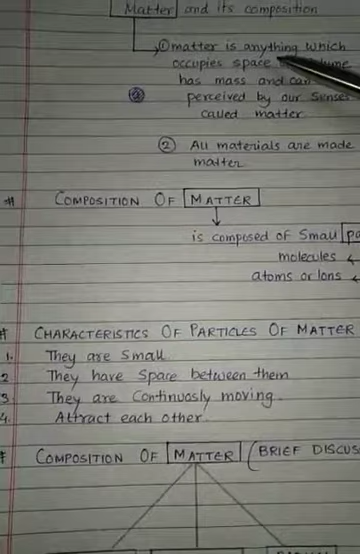 Matter and its composition
① matter is anything which
occupies space
has mass and can
perceived by our senses
called matter.
② All materials are made
matter.
# COMPOSITION OF MATTER
is composed of Small
molecules
atoms or Ions
# CHARACTERISTICS OF PARTICLES OF MATTER
1. They are Small.
2 They have Space between them
3. They are Continuosly moving.
4. Attract each other.
# COMPOSITION OF MATTER (BRIEF